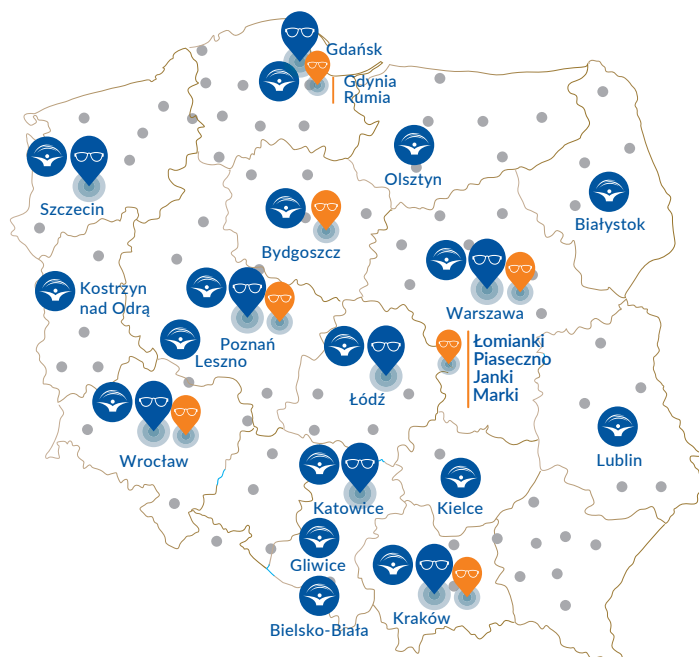 Gdańsk
Gdynia
Rumia
Olsztyn
Szczecin
Białystok
Bydgoszcz
Kostrzyn
nad Odrą
Warszawa
Poznań
Leszno
Łomianki
Piaseczno
Janki
Marki
Łódź
Wrocław
Lublin
Katowice
Kielce
Gliwice
Kraków
Bielsko-Biała